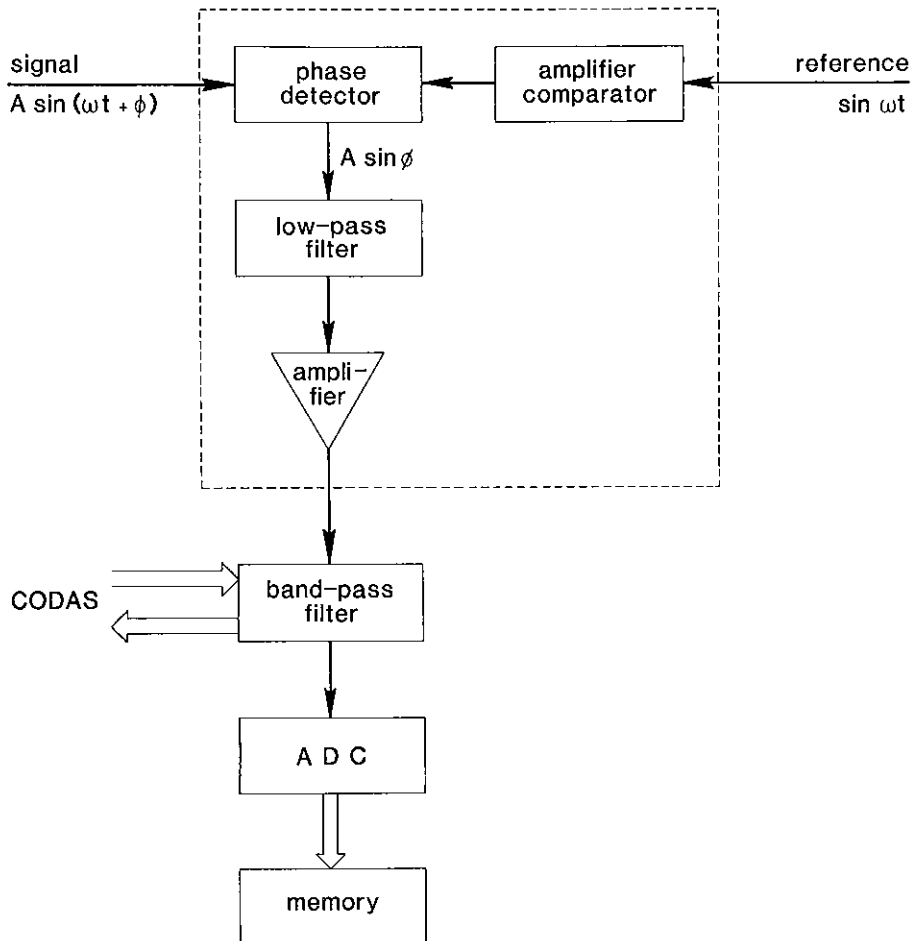 signal
A sin (ωt + ϕ)
phase
detector
amplifier
comparator
reference
sin ωt
A sin ϕ
low-pass
filter
ampli-
fier
CODAS
band-pass
filter
A D C
memory